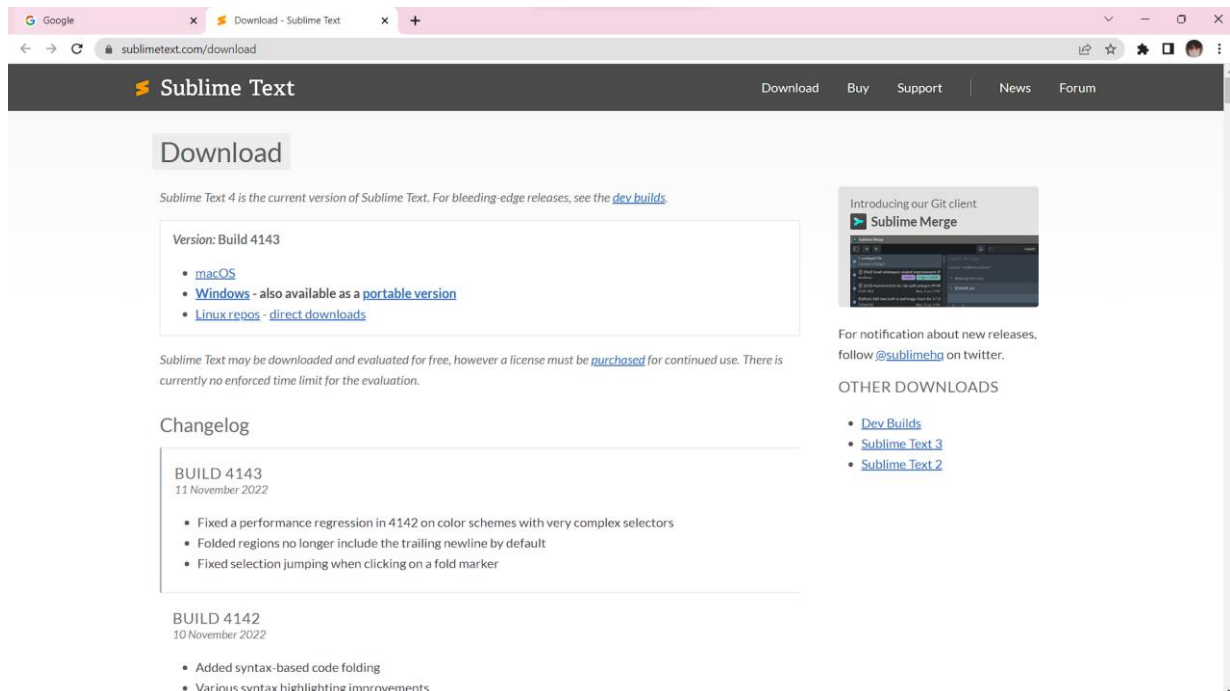 Google
Download - Sublime Text
sublimetext.com/download
Sublime Text
Download Buy Support News Forum
Download
Sublime Text 4 is the current version of Sublime Text. For bleeding-edge releases, see the dev builds.
Version: Build 4143
macOS
Windows - also available as a portable version
Linux repos - direct downloads
Sublime Text may be downloaded and evaluated for free, however a license must be purchased for continued use. There is
currently no enforced time limit for the evaluation.
Changelog
BUILD 4143
11 November 2022
Fixed a performance regression in 4142 on color schemes with very complex selectors
Folded regions no longer include the trailing newline by default
Fixed selection jumping when clicking on a fold marker
BUILD 4142
10 November 2022
Added syntax-based code folding
Various syntax highlighting improvements
Introducing our Git client
Sublime Merge
For notification about new releases,
follow @sublimehq on twitter.
OTHER DOWNLOADS
Dev Builds
Sublime Text 3
Sublime Text 2